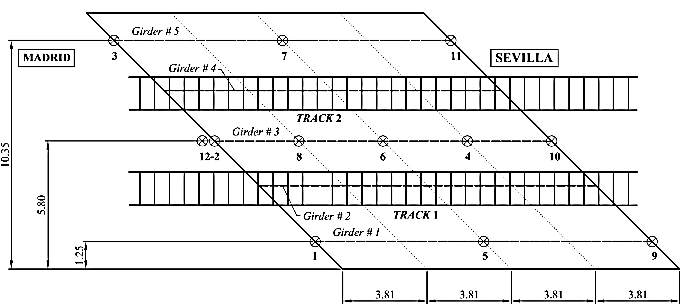 Girder # 5
3
7
11
MADRID
SEVILLA
Girder # 4
TRACK 2
Girder # 3
12-2
8
6
4
10
10.35
5.80
1.25
Girder # 2
TRACK 1
Girder # 1
1
5
9
3.81
3.81
3.81
3.81